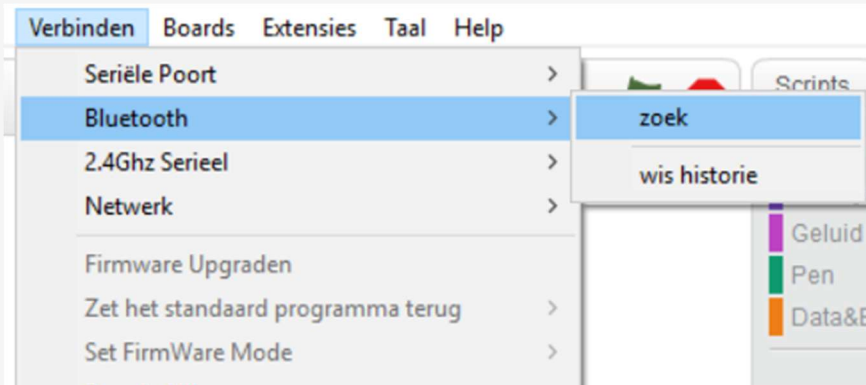 Verbinden Boards Extensies Taal Help
Seriële Poort
Bluetooth
2.4Ghz Serieel
Netwerk
Firmware Upgraden
Zet het standaard programma terug
Set FirmWare Mode
zoek
wis historie
Scripts
Geluid
Pen